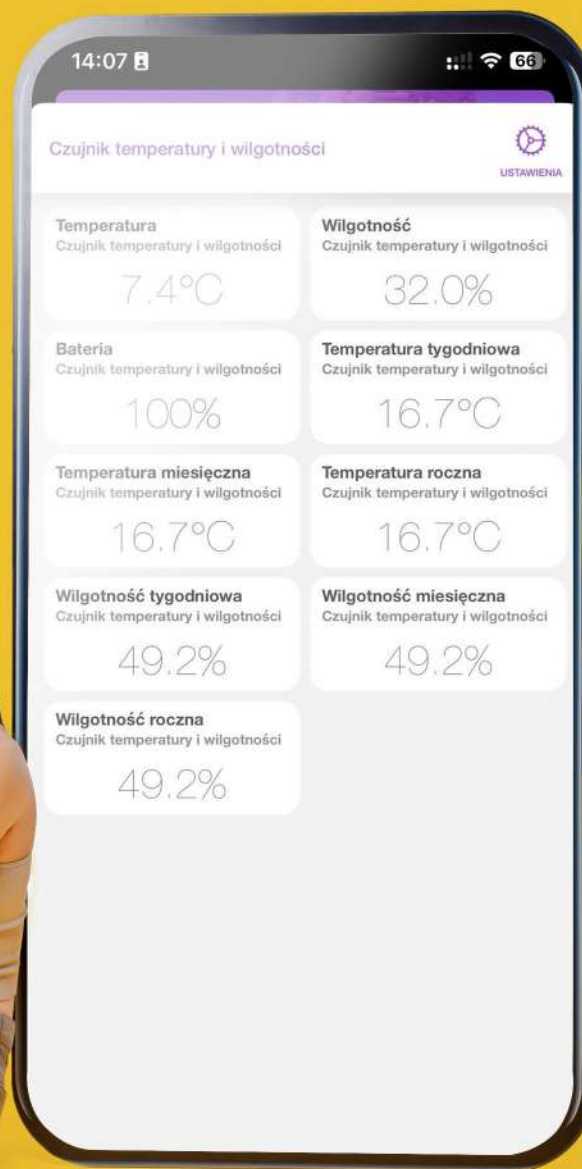 14:07
66
Czujnik temperatury i wilgotności
USTAWIENIA
Temperatura
Czujnik temperatury i wilgotności
7.4°C
Wilgotność
Czujnik temperatury i wilgotności
32.0%
Bateria
Czujnik temperatury i wilgotności
100%
Temperatura tygodniowa
Czujnik temperatury i wilgotności
16.7°C
Temperatura miesięczna
Czujnik temperatury i wilgotności
16.7°C
Temperatura roczna
Czujnik temperatury i wilgotności
16.7°C
Wilgotność tygodniowa
Czujnik temperatury i wilgotności
49.2%
Wilgotność miesięczna
Czujnik temperatury i wilgotności
49.2%
Wilgotność roczna
Czujnik temperatury i wilgotności
49.2%